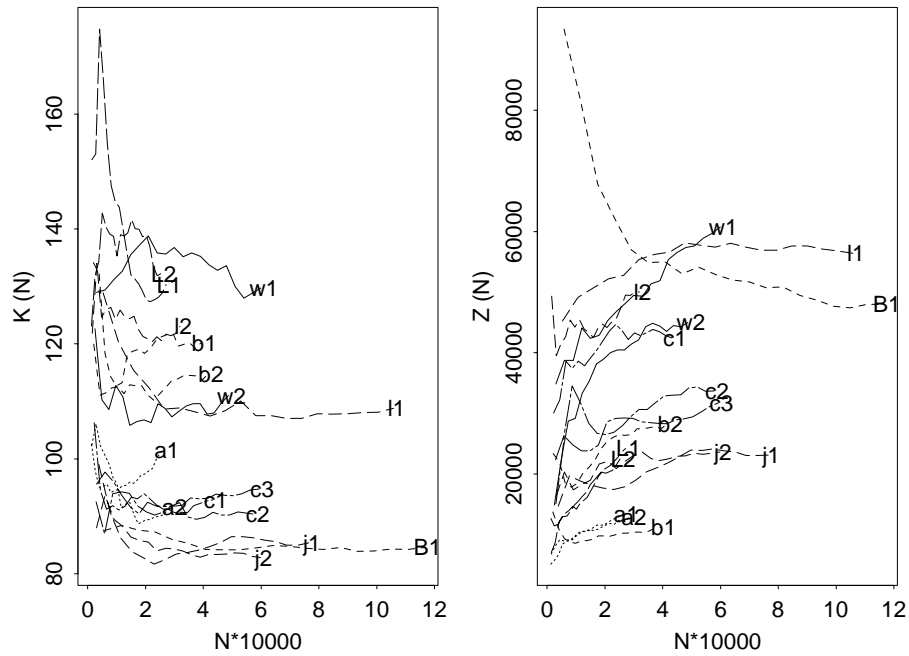 K (N)
160
140
120
100
80
L2
L1
w1
l2
b1
b2
w2
l1
a1
c3
c1
a2
c2
j1
B1
j2
0 2 4 6 8 10 12
N*10000
Z (N)
80000
60000
40000
20000
w1
l1
l2
B1
w2
c1
c2
c3
b2
L1
j2
j1
L2
a1
a2
b1
0 2 4 6 8 10 12
N*10000